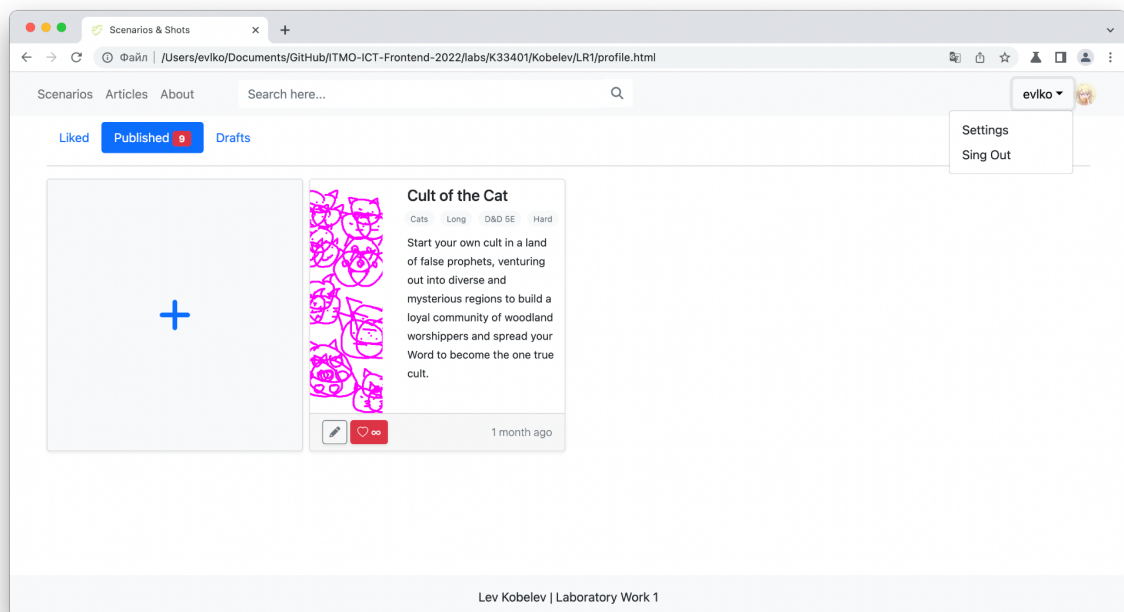 Scenarios & Shots
Файл | /Users/evlko/Documents/GitHub/ITMO-ICT-Frontend-2022/labs/K33401/Kobelev/LR1/profile.html
Scenarios Articles About Search here... evlko
Settings
Sing Out
Liked Published 9 Drafts
Cult of the Cat
Cats Long D&D 5E Hard
Start your own cult in a land
of false prophets, venturing
out into diverse and
mysterious regions to build a
loyal community of woodland
worshippers and spread your
Word to become the one true
cult.
∞ 1 month ago
Lev Kobelev | Laboratory Work 1